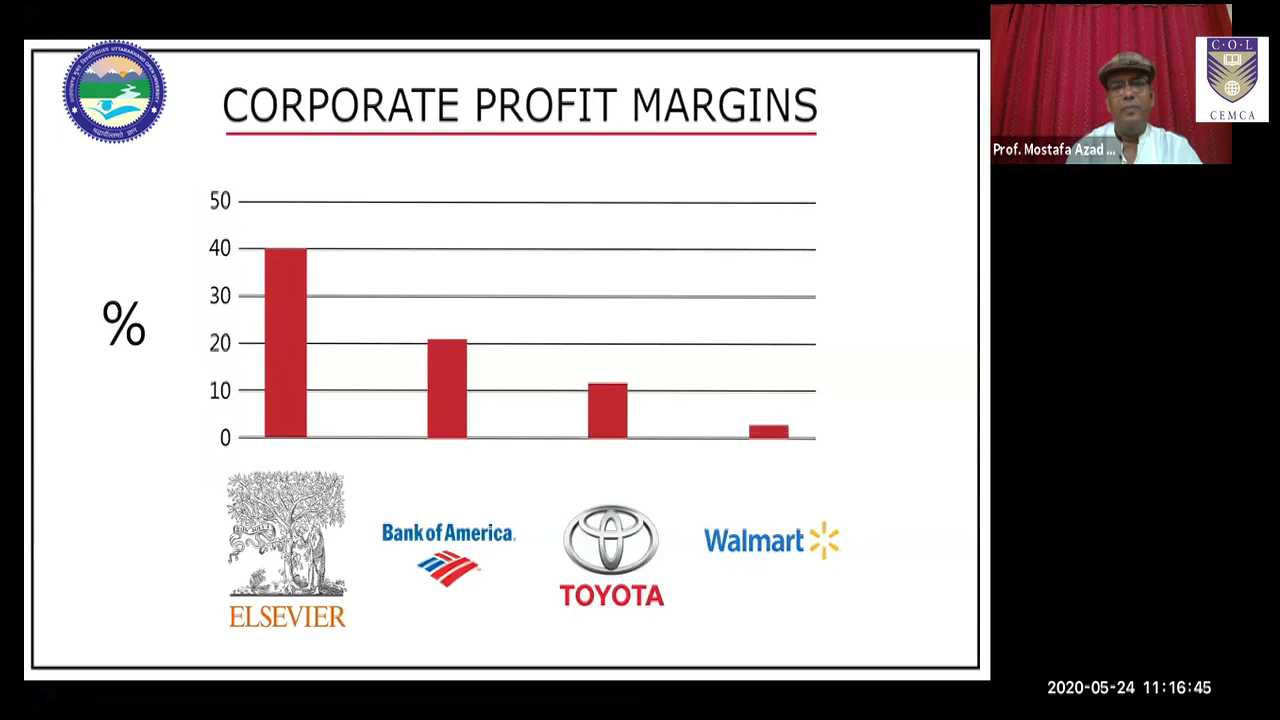 CORPORATE PROFIT MARGINS
C·O·L
CEMCA
Prof. Mostafa Azad ...
%
50
40
30
20
10
0
ELSEVIER
Bank of America
TOYOTA
Walmart
2020-05-24 11:16:45